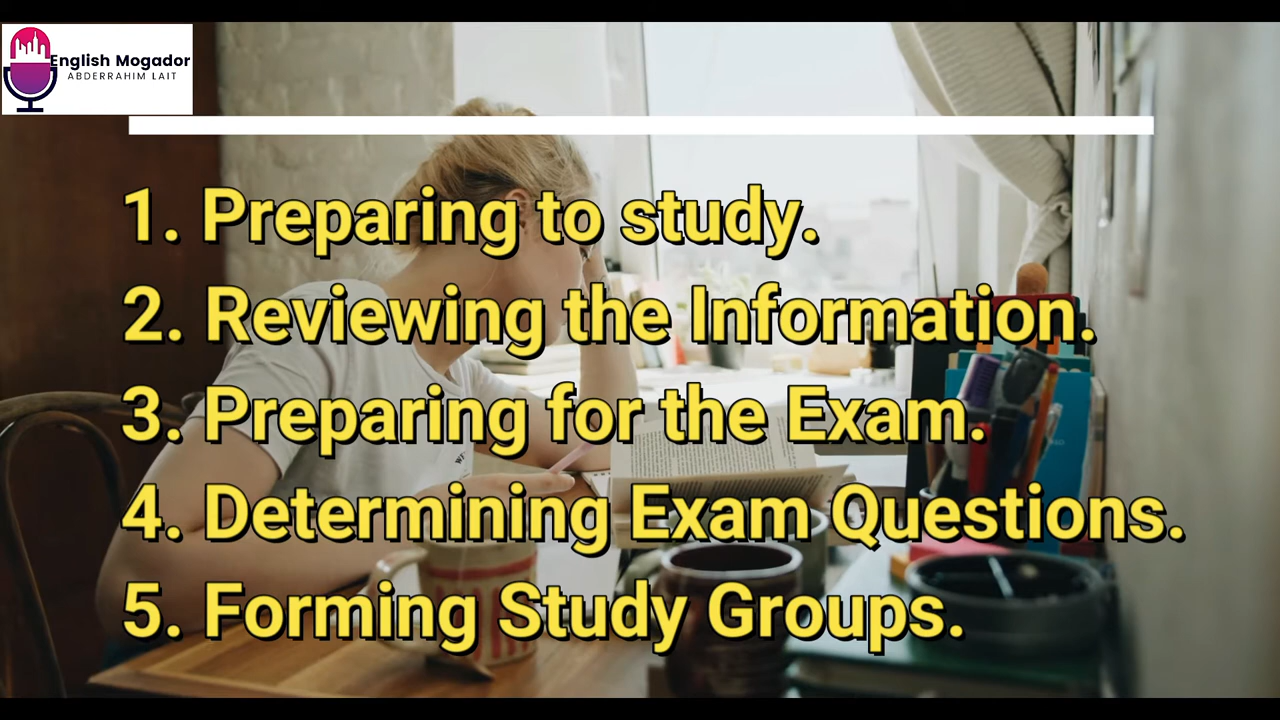 English Mogador
ABDERRAHIM LAIT
1. Preparing to study.
2. Reviewing the Information.
3. Preparing for the Exam.
4. Determining Exam Questions.
5. Forming Study Groups.